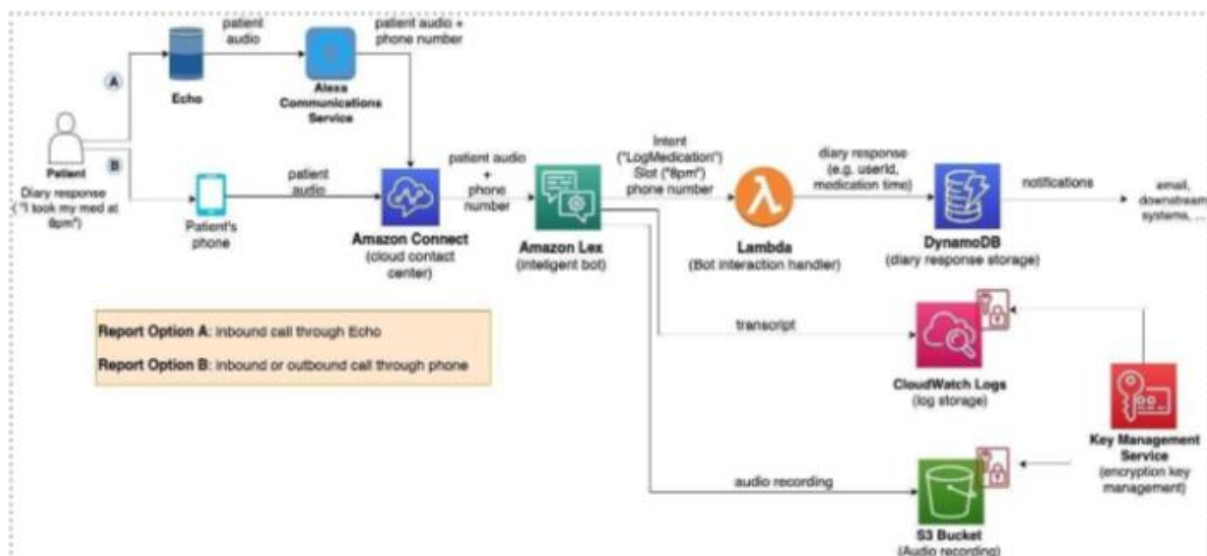 patient
audio
patient audio +
phone number
A
Echo
Alexa
Communications
Service
Patient
B
Diary response
( "I took my med at
8pm")
Patient's
phone
patient
audio
Amazon Connect
(cloud contact
center)
patient audio
+
phone
number
Amazon Lex
(inteligent bot)
Intent
("LogMedication")
Slot ("8pm")
phone number
Lambda
(Bot interaction handler)
diary response
(e.g. userId,
medication time)
DynamoDB
(diary response storage)
notifications
email,
downstream
systems, ...
Report Option A: inbound call through Echo
Report Option B: inbound or outbound call through phone
transcript
CloudWatch Logs
(log storage)
Key Management
Service
(encryption key
management)
audio recording
S3 Bucket
(Audio recording)